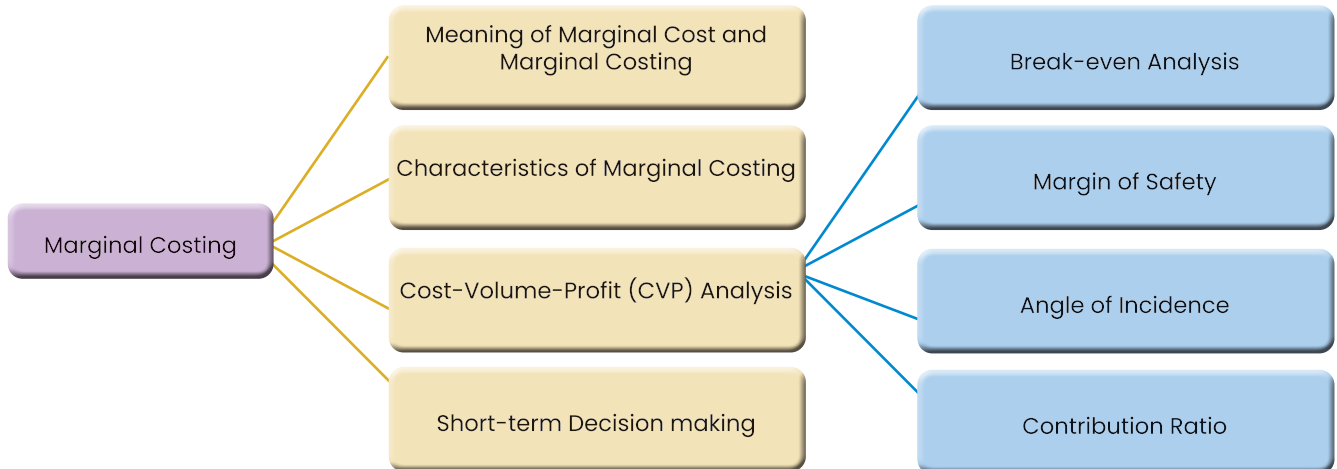 Marginal Costing
Meaning of Marginal Cost and
Marginal Costing
Characteristics of Marginal Costing
Cost-Volume-Profit (CVP) Analysis
Short-term Decision making
Break-even Analysis
Margin of Safety
Angle of Incidence
Contribution Ratio